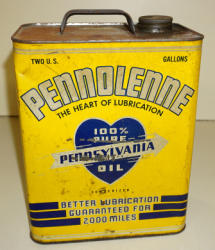 TWO U.S. GALLONS
PENNOLENNE
THE HEART OF LUBRICATION
100%
PURE
PENNSYLVANIA
OIL
BETTER LUBRICATION
GUARANTEED FOR
2000 MILES